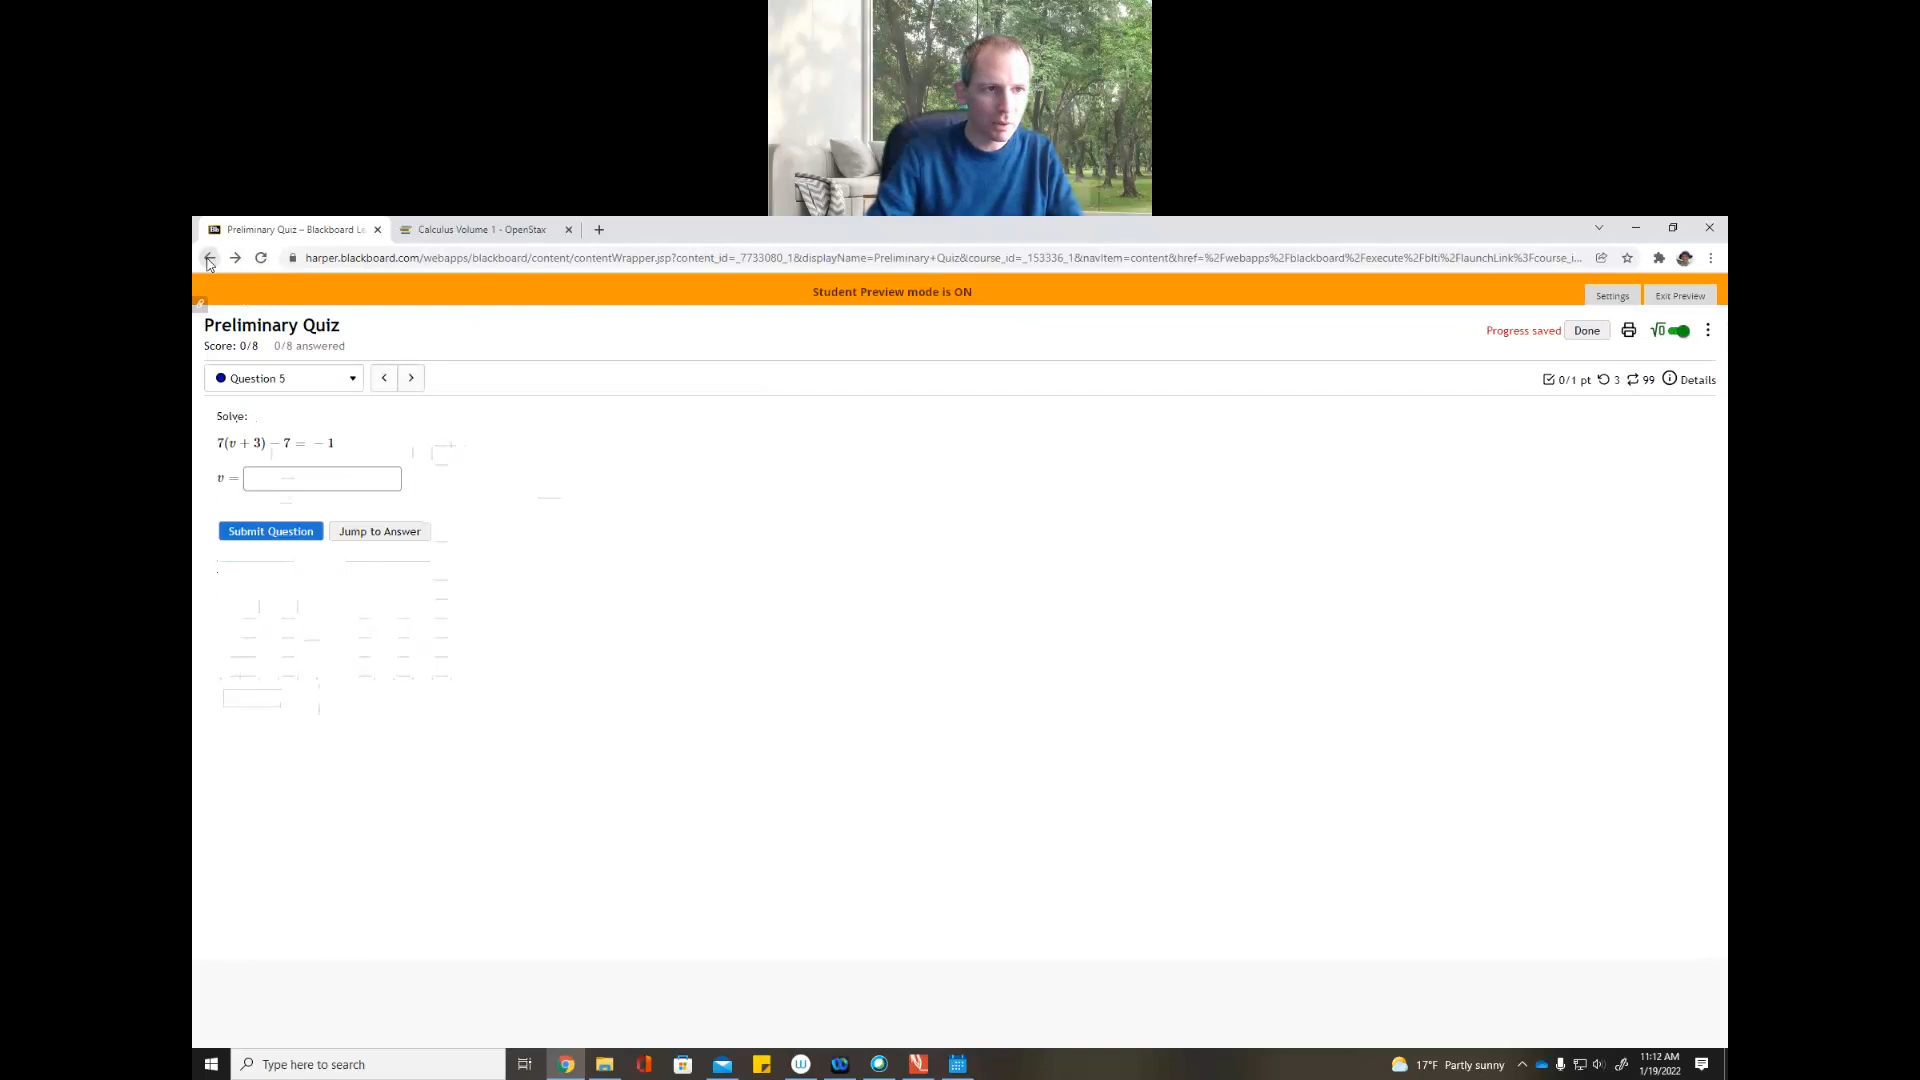 Preliminary Quiz – Blackboard Le
Calculus Volume 1 - OpenStax
harper.blackboard.com/webapps/blackboard/content/contentWrapper.jsp?content_id=_7733080_1&displayName=Preliminary+Quiz&course_id=_153336_1&navItem=content&href=%2Fwebapps%2Fblackboard%2Fexecute%2Fblti%2FlaunchLink%3Fcourse_i...
Student Preview mode is ON
Settings
Exit Preview
Preliminary Quiz
Score: 0/8 0/8 answered
Progress saved
Done
√0
Question 5
0/1 pt 3 99 Details
Solve:
7(v + 3) − 7 = − 1
v =
Submit Question
Jump to Answer
Type here to search
17°F Partly sunny
11:12 AM
1/19/2022